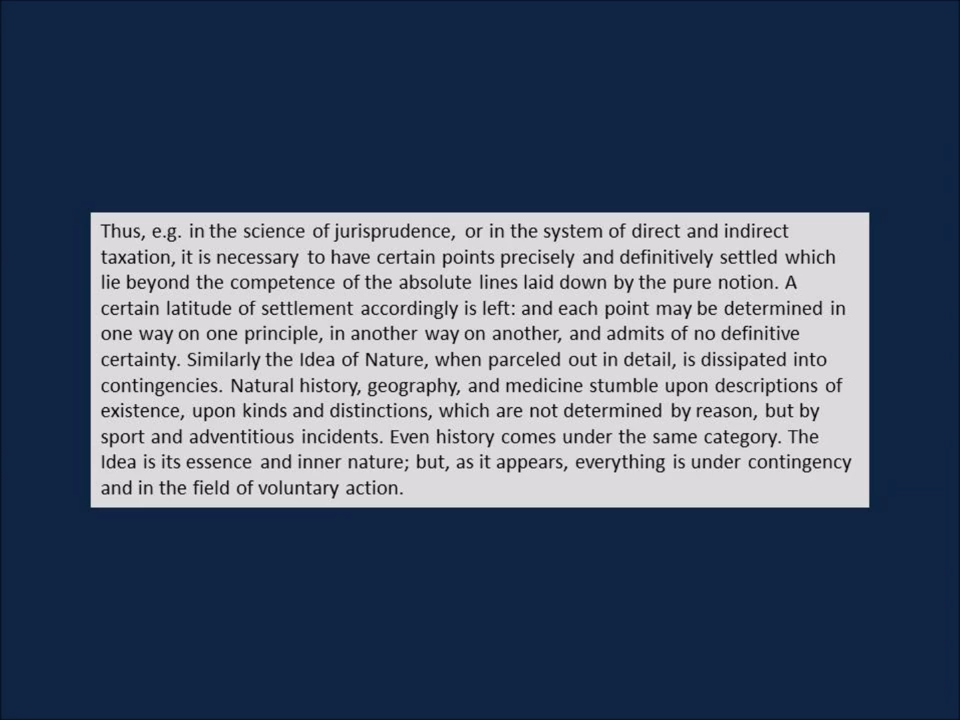 Thus, e.g. in the science of jurisprudence, or in the system of direct and indirect
taxation, it is necessary to have certain points precisely and definitively settled which
lie beyond the competence of the absolute lines laid down by the pure notion. A
certain latitude of settlement accordingly is left: and each point may be determined in
one way on one principle, in another way on another, and admits of no definitive
certainty. Similarly the Idea of Nature, when parceled out in detail, is dissipated into
contingencies. Natural history, geography, and medicine stumble upon descriptions of
existence, upon kinds and distinctions, which are not determined by reason, but by
sport and adventitious incidents. Even history comes under the same category. The
Idea is its essence and inner nature; but, as it appears, everything is under contingency
and in the field of voluntary action.